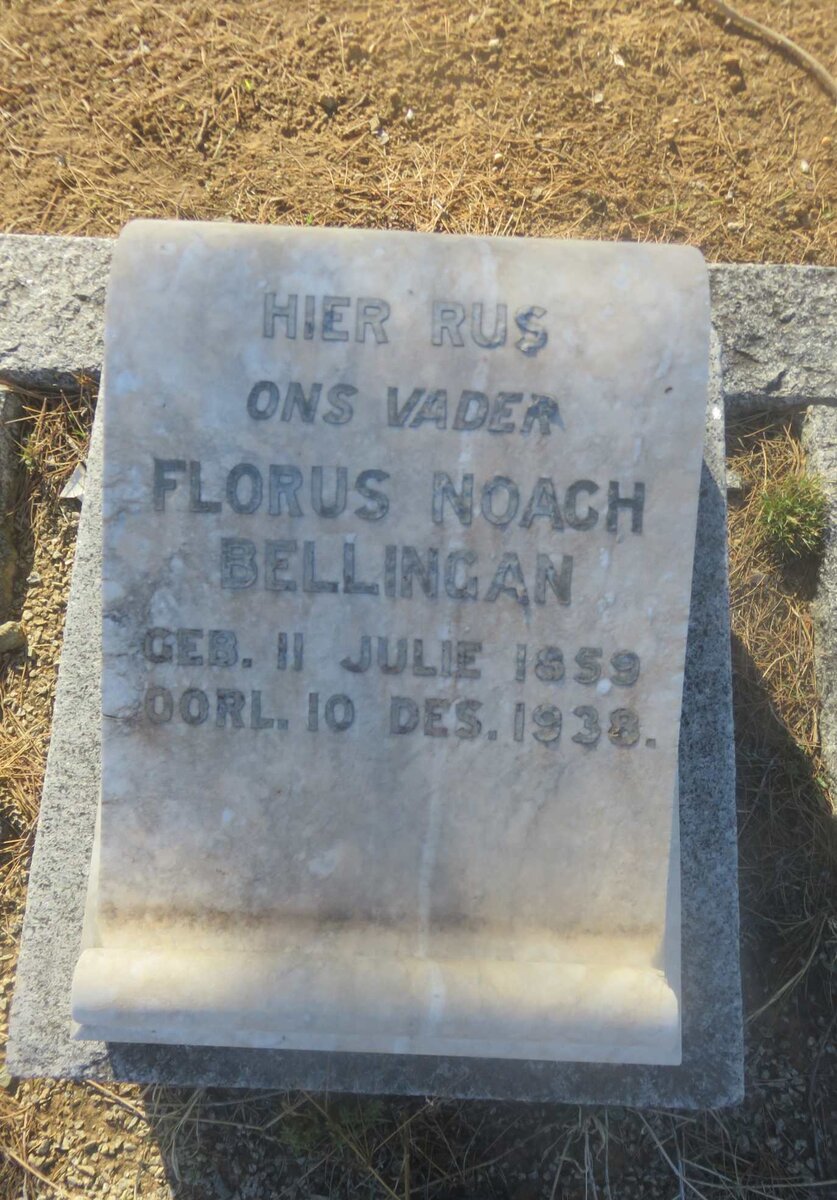 HIER RUS
ONS VADER
FLORUS NOACH
BELLINGAN
GEB. 11 JULIE 1859
OORL. 10 DES. 1938.